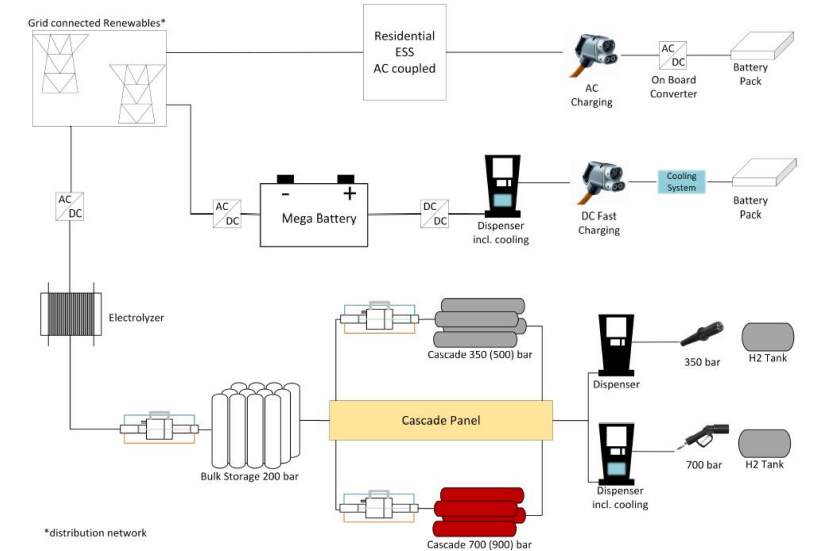 Grid connected Renewables*
Residential
ESS
AC coupled
AC
Charging
AC
DC
On Board
Converter
Battery
Pack
AC
DC
AC
DC
-
+
Mega Battery
DC
DC
Dispenser
incl. cooling
DC Fast
Charging
Cooling
System
Battery
Pack
Electrolyzer
Bulk Storage 200 bar
Cascade 350 (500) bar
Cascade Panel
Cascade 700 (900) bar
Dispenser
350 bar
H2 Tank
Dispenser
incl. cooling
700 bar
H2 Tank
*distribution network